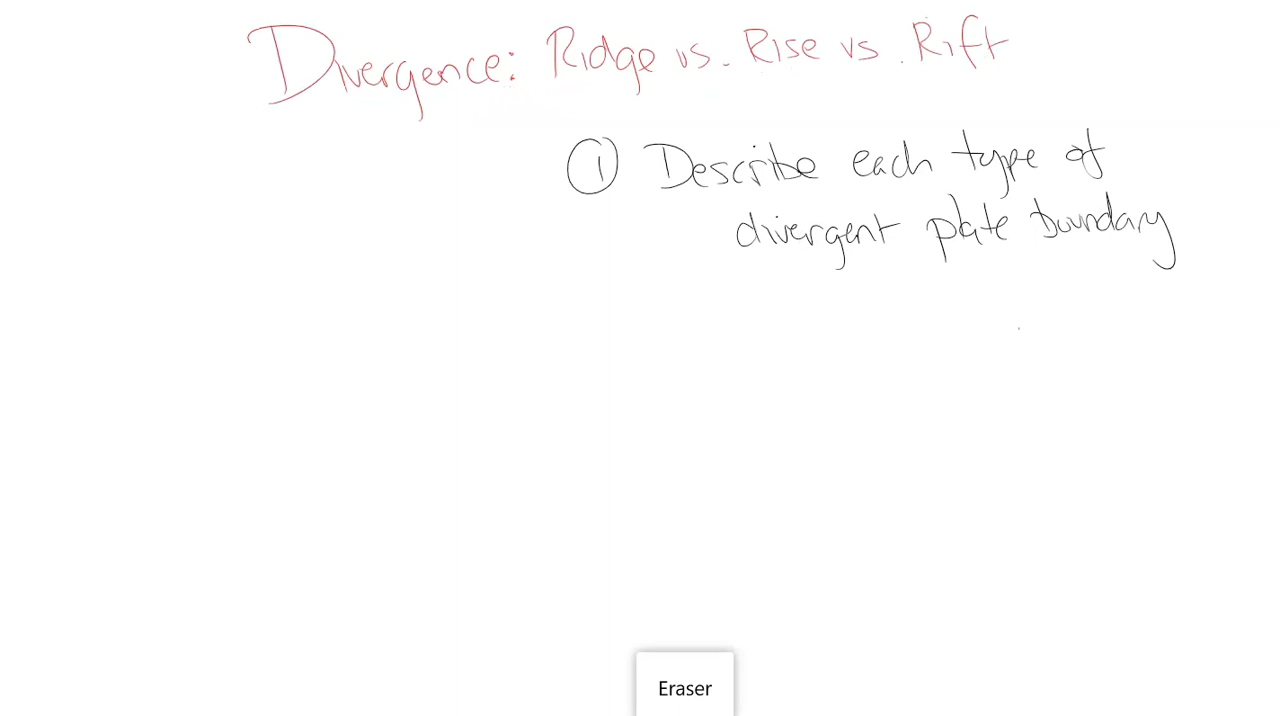 Divergence: Ridge vs. Rise vs. Rift
① Describe each type of
divergent plate boundary
Eraser